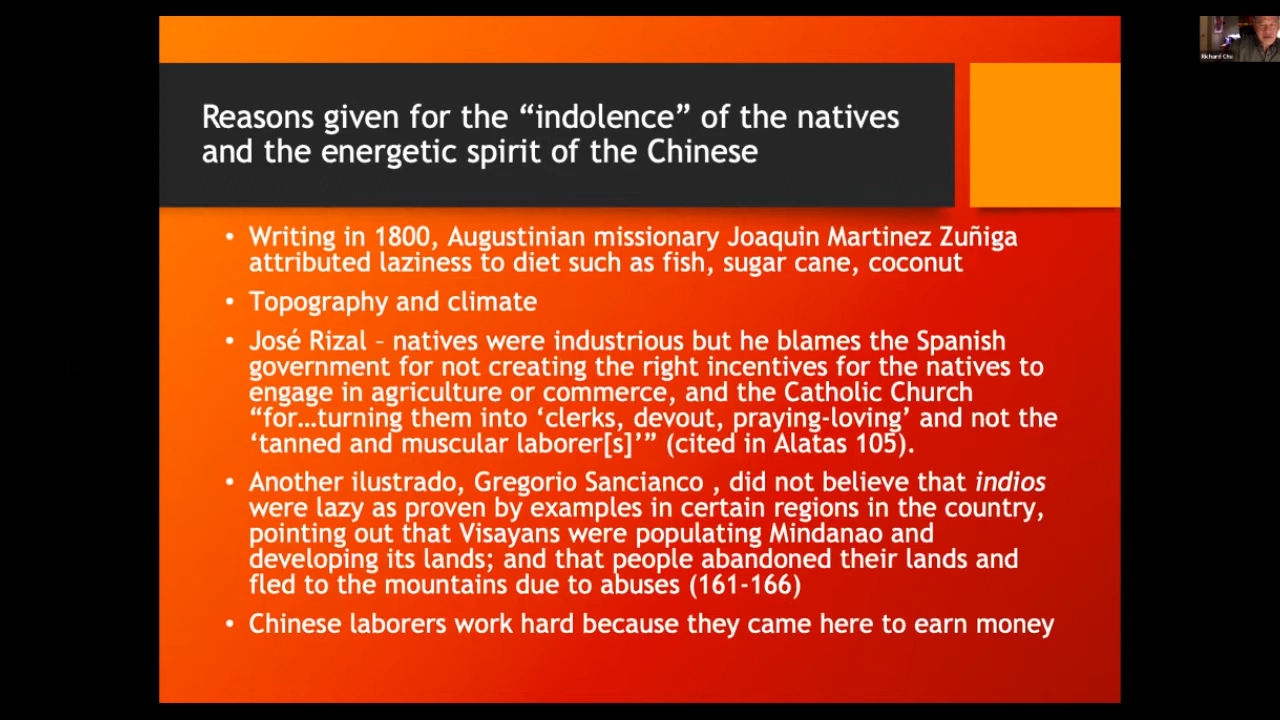 Richard Chu
Reasons given for the “indolence” of the natives
and the energetic spirit of the Chinese
• Writing in 1800, Augustinian missionary Joaquin Martinez Zuñiga
attributed laziness to diet such as fish, sugar cane, coconut
• Topography and climate
• José Rizal – natives were industrious but he blames the Spanish
government for not creating the right incentives for the natives to
engage in agriculture or commerce, and the Catholic Church
“for…turning them into ‘clerks, devout, praying-loving’ and not the
‘tanned and muscular laborer[s]’” (cited in Alatas 105).
• Another ilustrado, Gregorio Sancianco , did not believe that indios
were lazy as proven by examples in certain regions in the country,
pointing out that Visayans were populating Mindanao and
developing its lands; and that people abandoned their lands and
fled to the mountains due to abuses (161-166)
• Chinese laborers work hard because they came here to earn money